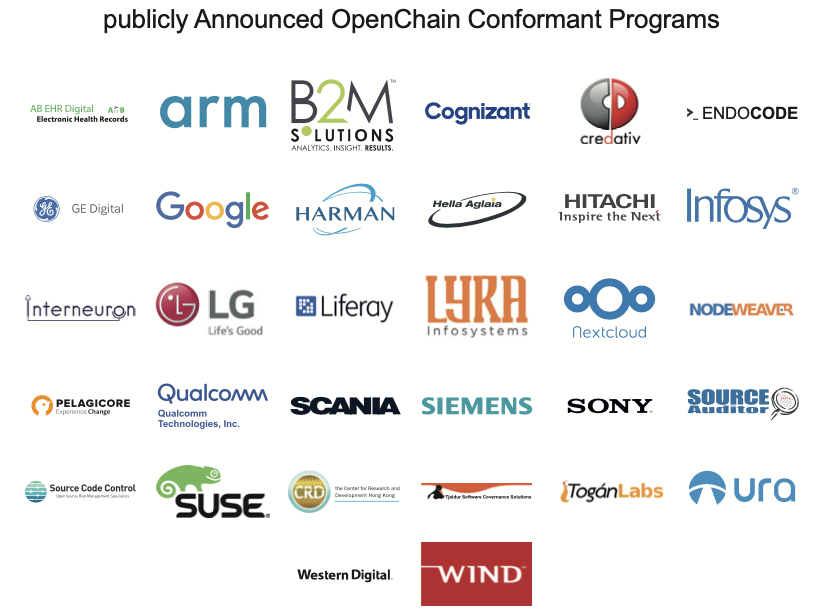 publicly Announced OpenChain Conformant Programs
AB EHR Digital
Electronic Health Records
arm
B2M
SOLUTIONS
ANALYTICS. INSIGHT. RESULTS.
™
Cognizant
credativ
>_ ENDOCODE
GE
GE Digital
Google
HARMAN
Hella Aglaia
HITACHI
Inspire the Next
Infosys®
Interneuron
LG
Life's Good
Liferay
LYRA
Infosystems
Nextcloud
NODEWEAVER
PELAGICORE
Experience Change
Qualcomm
Qualcomm
Technologies, Inc.
SCANIA
SIEMENS
SONY
SOURCE
Auditor
Source Code Control
Open Source Risk Management Specialists
SUSE®
CRD
the Center for Research and
Development Hong Kong
Tjaldur Software Governance Solutions
TogánLabs
ura
Western Digital
WIND™